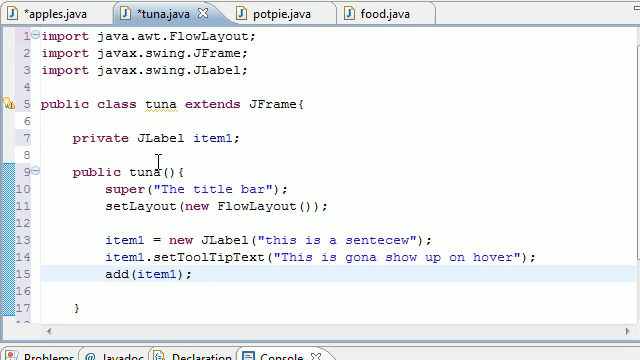 *apples.java *tuna.java potpie.java food.java
1 import java.awt.FlowLayout;
2 import javax.swing.JFrame;
3 import javax.swing.JLabel;
4
5 public class tuna extends JFrame{
6
7 private JLabel item1;
8
9 public tuna(){
10 super("The title bar");
11 setLayout(new FlowLayout());
12
13 item1 = new JLabel("this is a sentecew");
14 item1.setToolTipText("This is gona show up on hover");
15 add(item1);
16
17 }
Problems @ Javadoc Declaration Console